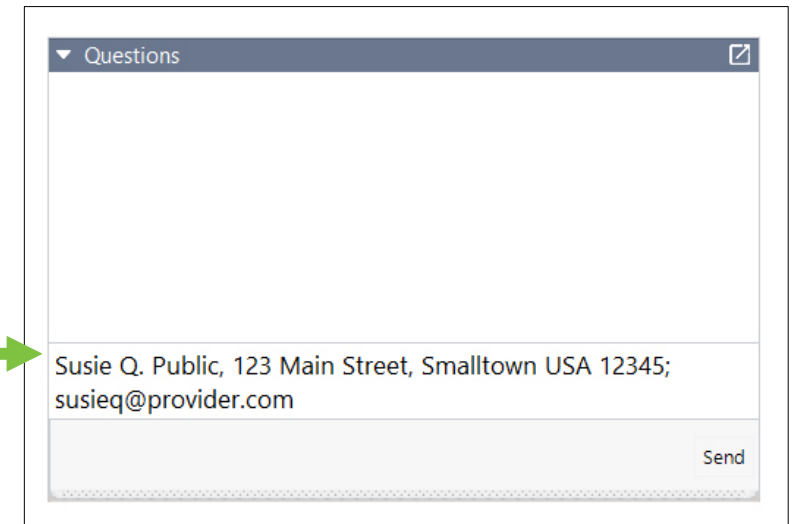 Questions
Susie Q. Public, 123 Main Street, Smalltown USA 12345;
susieq@provider.com
Send